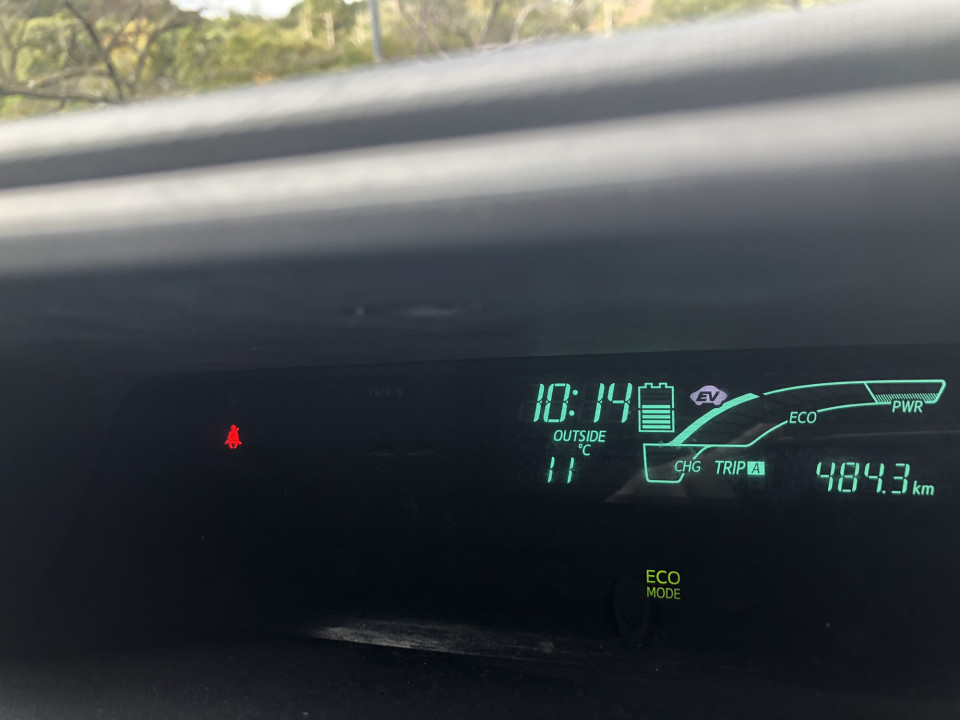 10:14
EV
OUTSIDE
°C
11
ECO
PWR
CHG
TRIP A
484.3 km
ECO
MODE